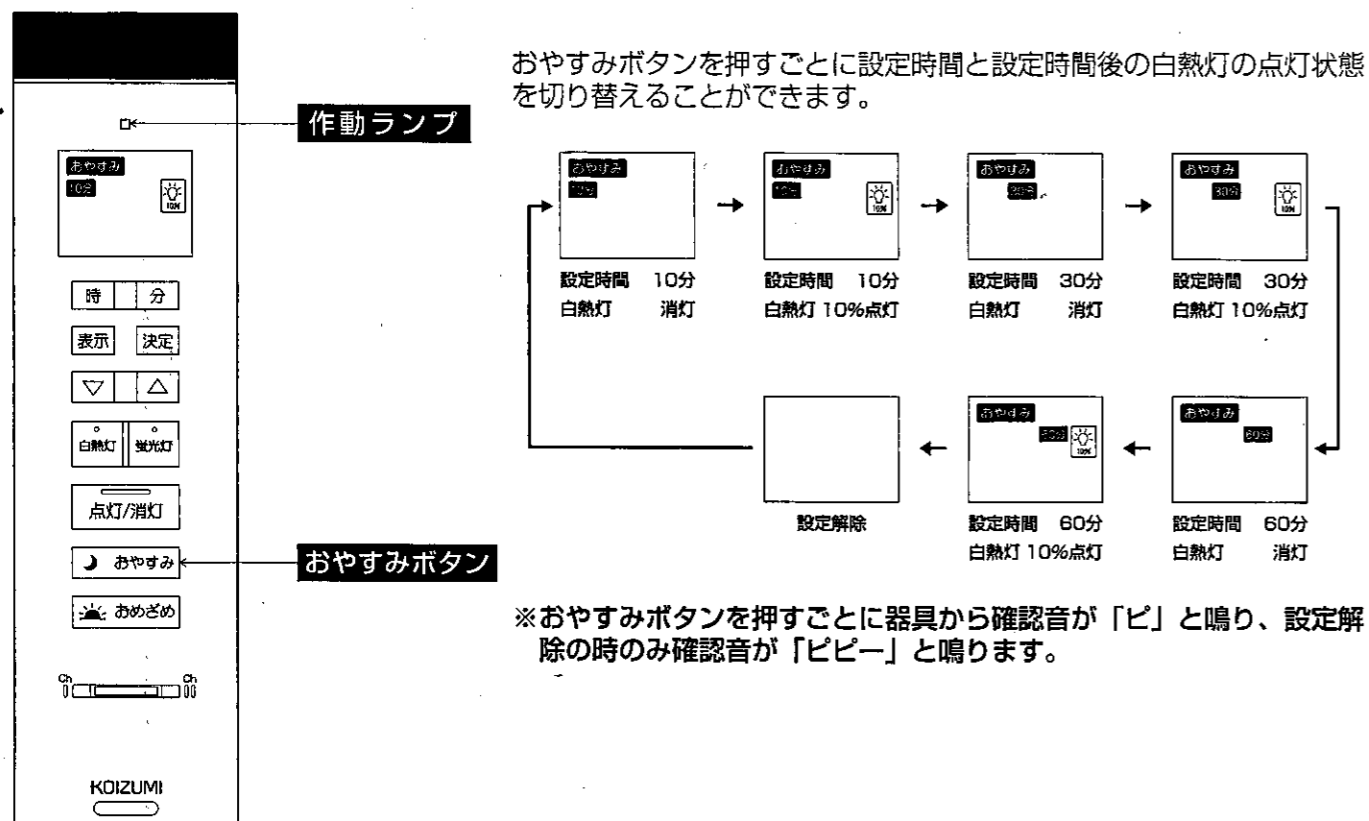 作動ランプ
おやすみ
10分
10%
時 分
表示 決定
▽ △
白熱灯 蛍光灯
点灯/消灯
おやすみ
おやすみボタン
おめざめ
Ch Ch
KOIZUMI
おやすみボタンを押すごとに設定時間と設定時間後の白熱灯の点灯状態
を切り替えることができます。
おやすみ おやすみ おやすみ おやすみ
10分 10分 30分 30分
10% 10%
設定時間 10分 設定時間 10分 設定時間 30分 設定時間 30分
白熱灯 消灯 白熱灯 10%点灯 白熱灯 消灯 白熱灯 10%点灯
おやすみ おやすみ
60分 60分
10%
設定解除 設定時間 60分 設定時間 60分
白熱灯 10%点灯 白熱灯 消灯
※おやすみボタンを押すごとに器具から確認音が「ピ」と鳴り、設定解
除の時のみ確認音が「ピピー」と鳴ります。